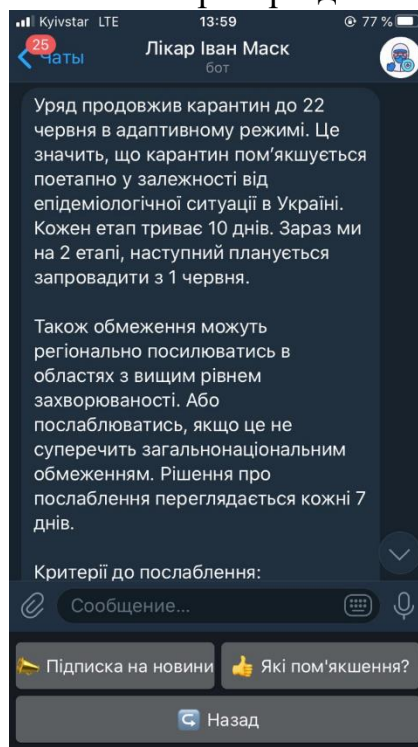 Kyivstar LTE 13:59 77 %
25
Чаты
Лікар Іван Маск
бот
Уряд продовжив карантин до 22
червня в адаптивному режимі. Це
значить, що карантин пом’якшується
поетапно у залежності від
епідеміологічної ситуації в Україні.
Кожен етап триває 10 днів. Зараз ми
на 2 етапі, наступний планується
запровадити з 1 червня.
Також обмеження можуть
регіонально посилюватись в
областях з вищим рівнем
захворюваності. Або
послаблюватись, якщо це не
суперечить загальнонаціональним
обмеженням. Рішення про
послаблення переглядається кожні 7
днів.
Критерії до послаблення:
Сообщение...
Підписка на новини
Які пом'якшення?
Назад